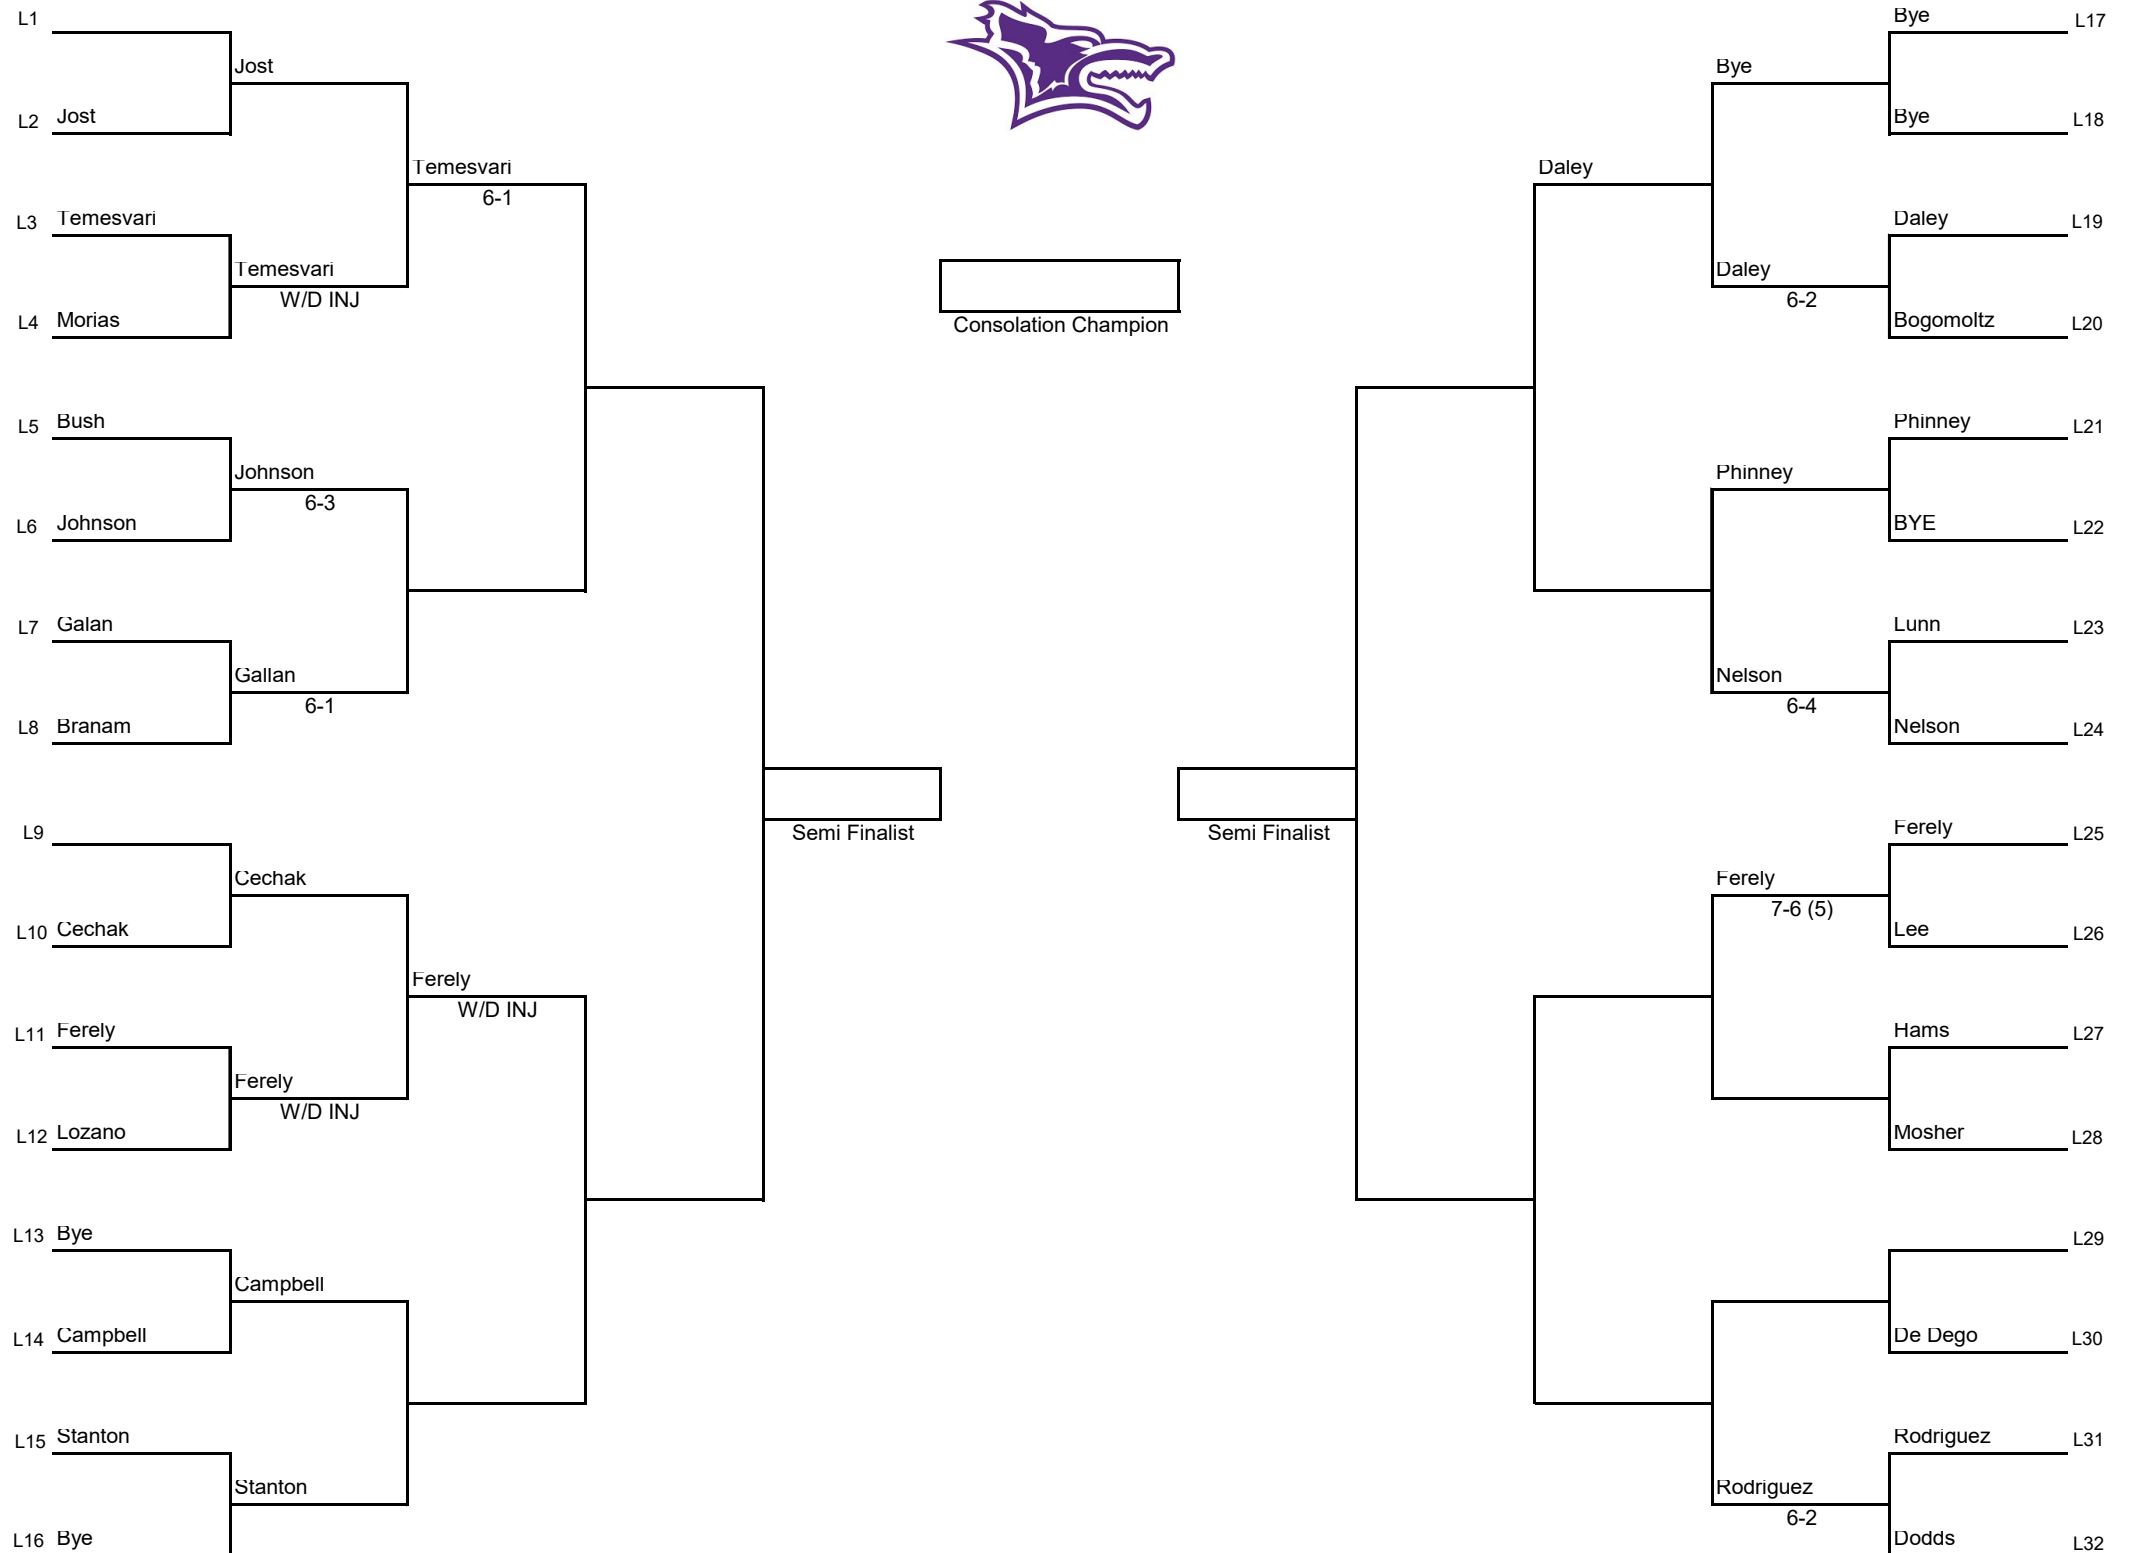 L1
Jost
L2 Jost
Temesvari
6-1
L3 Temesvari
Temesvari
W/D INJ
L4 Morias
L5 Bush
Johnson
6-3
L6 Johnson
L7 Galan
Gallan
6-1
L8 Branam
L9
Cechak
L10 Cechak
Ferely
W/D INJ
L11 Ferely
Ferely
W/D INJ
L12 Lozano
L13 Bye
Campbell
L14 Campbell
L15 Stanton
Stanton
L16 Bye
Semi Finalist
Consolation Champion
Semi Finalist
Bye L17
Bye
Bye L18
Daley
Daley L19
Daley
6-2
Bogomoltz L20
Phinney L21
Phinney
BYE L22
Lunn L23
Nelson
6-4
Nelson L24
Ferely L25
Ferely
7-6 (5)
Lee L26
Hams L27
Mosher L28
L29
De Dego L30
Rodriguez L31
Rodriguez
6-2
Dodds L32